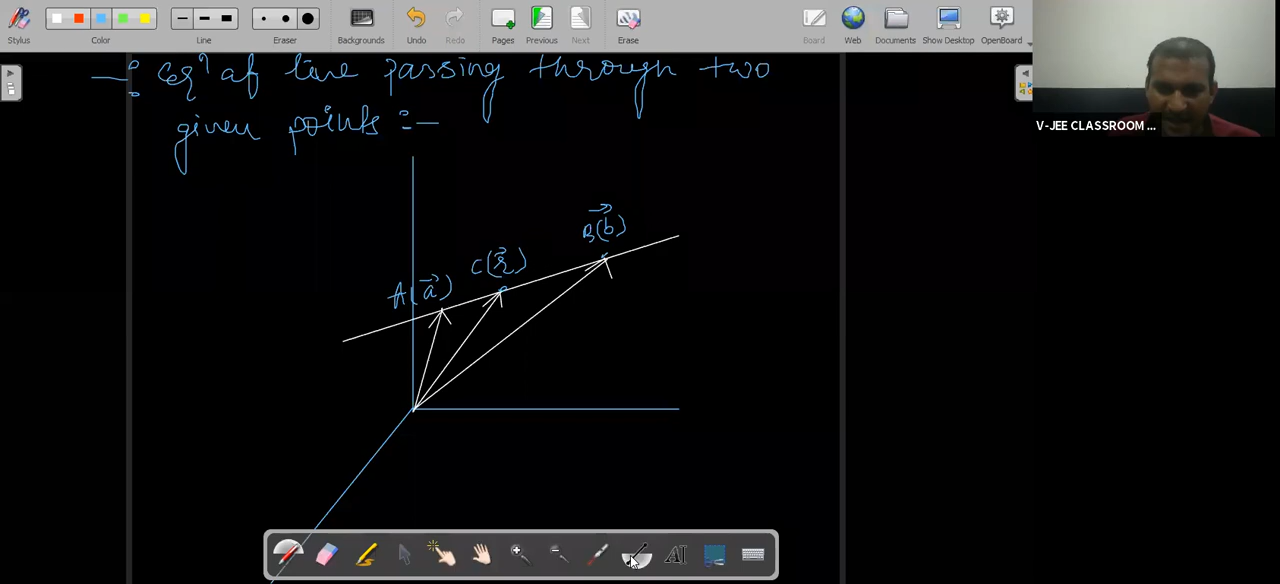 Stylus Color Line Eraser Backgrounds Undo Redo Pages Previous Next Erase Board Web Documents Show Desktop OpenBoard
V-JEE CLASSROOM ...
—: Eqⁿ of line passing through two
given points :—
B(b⃗)
C(r⃗)
A(a⃗)
AI